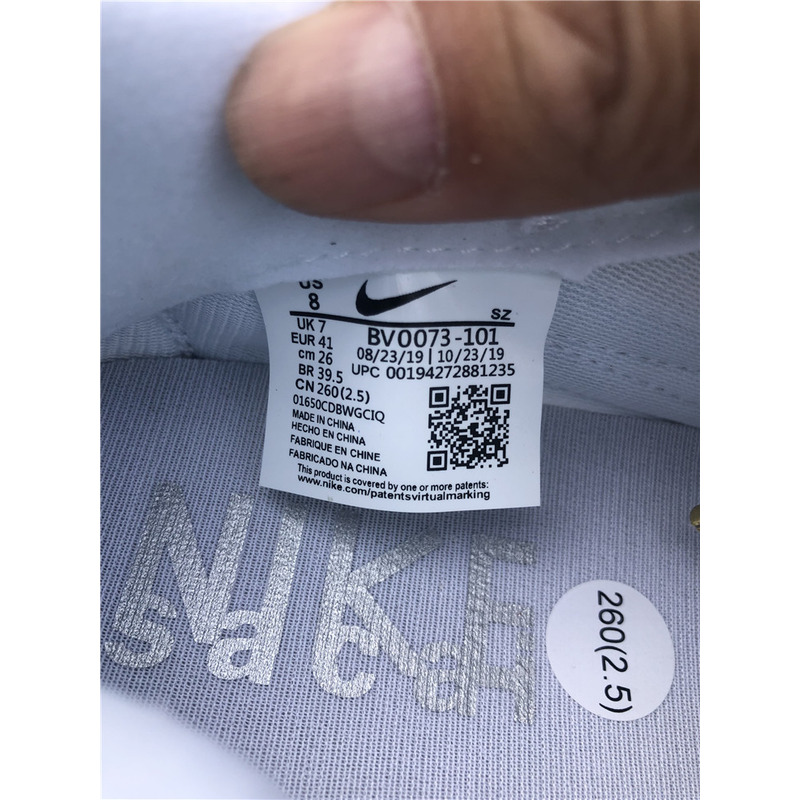 US
8
SZ
UK 7
EUR 41
cm 26
BR 39.5
CN 260(2.5)
BV0073-101
08/23/19 | 10/23/19
UPC 00194272881235
01650CDBWGCIQ
MADE IN CHINA
HECHO EN CHINA
FABRIQUE EN CHINE
FABRICADO NA CHINA
This product is covered by one or more patents:
www.nike.com/patentsvirtualmarking
NIKE
sacai
260(2.5)